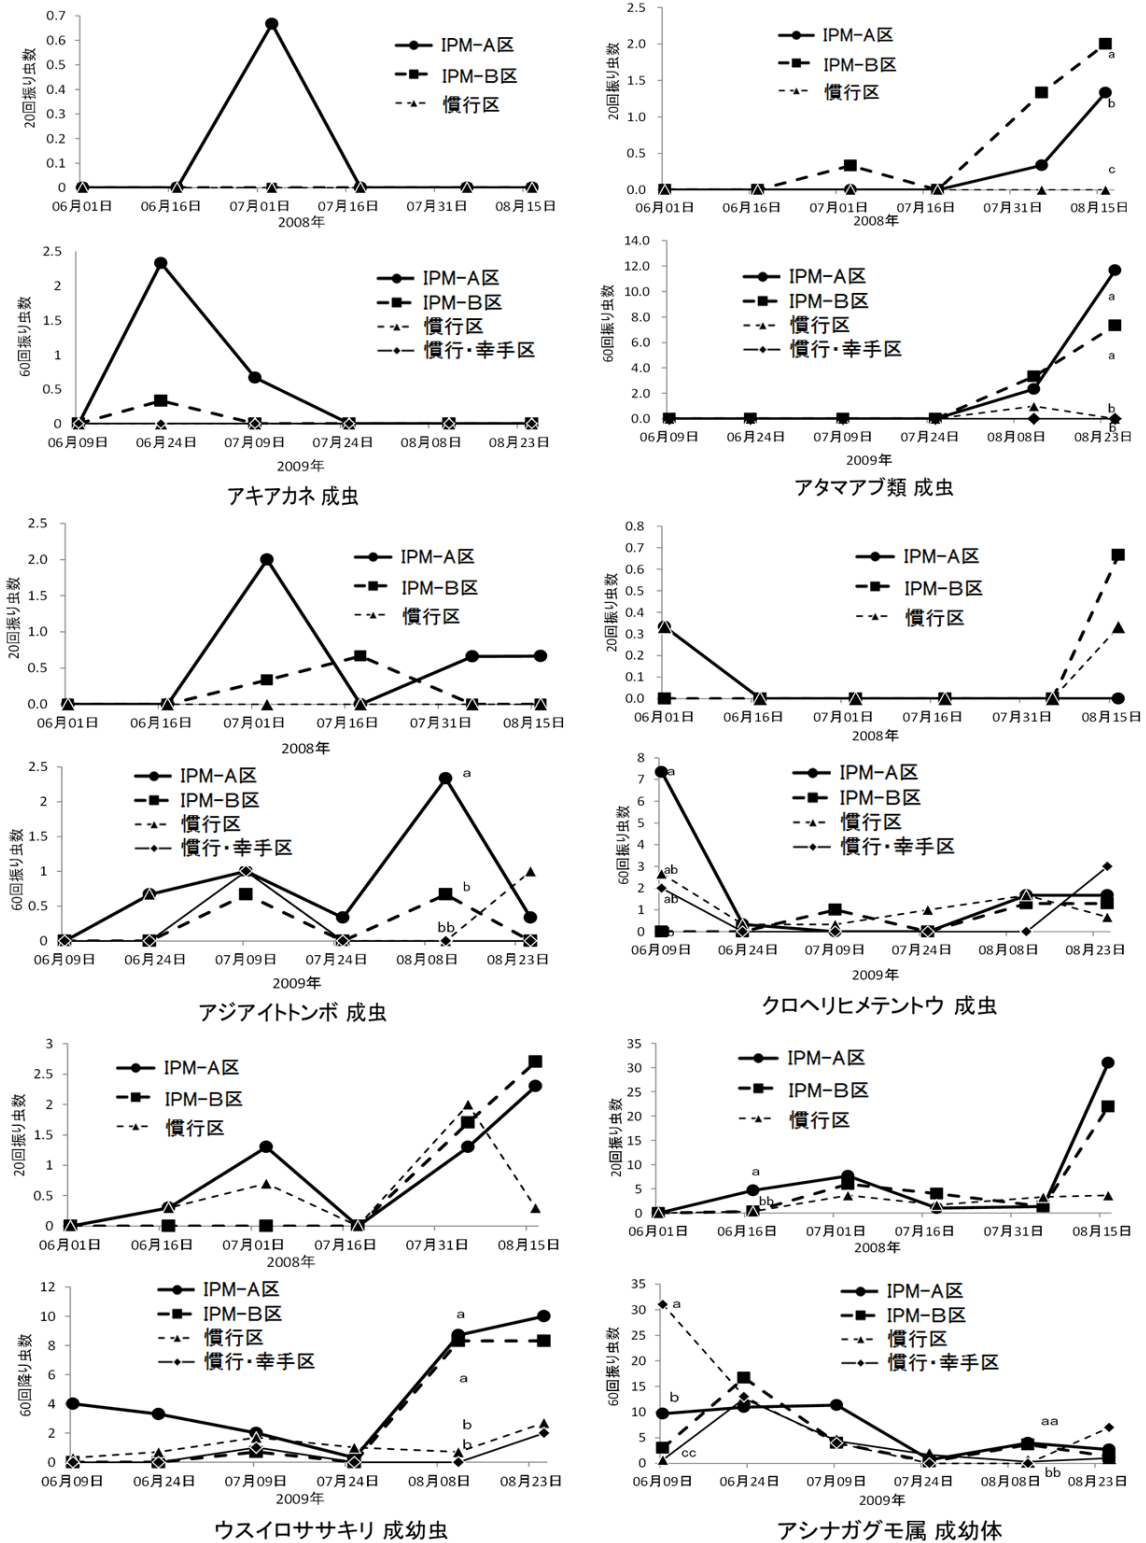 20回振り虫数
0.7
0.6
0.5
0.4
0.3
0.2
0.1
0
IPM-A区
IPM-B区
慣行区
06月01日 06月16日 07月01日 07月16日 07月31日 08月15日
2008年
60回振り虫数
2.5
2
1.5
1
0.5
0
IPM-A区
IPM-B区
慣行区
慣行・幸手区
06月09日 06月24日 07月09日 07月24日 08月08日 08月23日
2009年
アキアカネ 成虫
20回振り虫数
2.5
2.0
1.5
1.0
0.5
0.0
IPM-A区
IPM-B区
慣行区
a
b
c
06月01日 06月16日 07月01日 07月16日 07月31日 08月15日
2008年
60回振り虫数
14.0
12.0
10.0
8.0
6.0
4.0
2.0
0.0
IPM-A区
IPM-B区
慣行区
慣行・幸手区
a
a
b
b
06月09日 06月24日 07月09日 07月24日 08月08日 08月23日
2009年
アタマアブ類 成虫
20回振り虫数
2.5
2.0
1.5
1.0
0.5
0.0
IPM-A区
IPM-B区
慣行区
06月01日 06月16日 07月01日 07月16日 07月31日 08月15日
2008年
60回振り虫数
2.5
2
1.5
1
0.5
0
IPM-A区
IPM-B区
慣行区
慣行・幸手区
a
b
bb
06月09日 06月24日 07月09日 07月24日 08月08日 08月23日
2009年
アジアイトトンボ 成虫
20回振り虫数
0.8
0.7
0.6
0.5
0.4
0.3
0.2
0.1
0.0
IPM-A区
IPM-B区
慣行区
06月01日 06月16日 07月01日 07月16日 07月31日 08月15日
2008年
60回振り虫数
8
7
6
5
4
3
2
1
0
IPM-A区
IPM-B区
慣行区
慣行・幸手区
a
ab
ab
b
06月09日 06月24日 07月09日 07月24日 08月08日 08月23日
2009年
クロヘリヒメテントウ 成虫
20回振り虫数
3
2.5
2
1.5
1
0.5
0
IPM-A区
IPM-B区
慣行区
06月01日 06月16日 07月01日 07月16日 07月31日 08月15日
2008年
60回降り虫数
12
10
8
6
4
2
0
IPM-A区
IPM-B区
慣行区
慣行・幸手区
a
a
b
b
06月09日 06月24日 07月09日 07月24日 08月08日 08月23日
2009年
ウスイロササキリ 成幼虫
20回振り虫数
35
30
25
20
15
10
5
0
IPM-A区
IPM-B区
慣行区
a
bb
06月01日 06月16日 07月01日 07月16日 07月31日 08月15日
2008年
60回振り虫数
35
30
25
20
15
10
5
0
IPM-A区
IPM-B区
慣行区
慣行・幸手区
a
b
cc
aa
bb
06月09日 06月24日 07月09日 07月24日 08月08日 08月23日
2009年
アシナガグモ属 成幼体